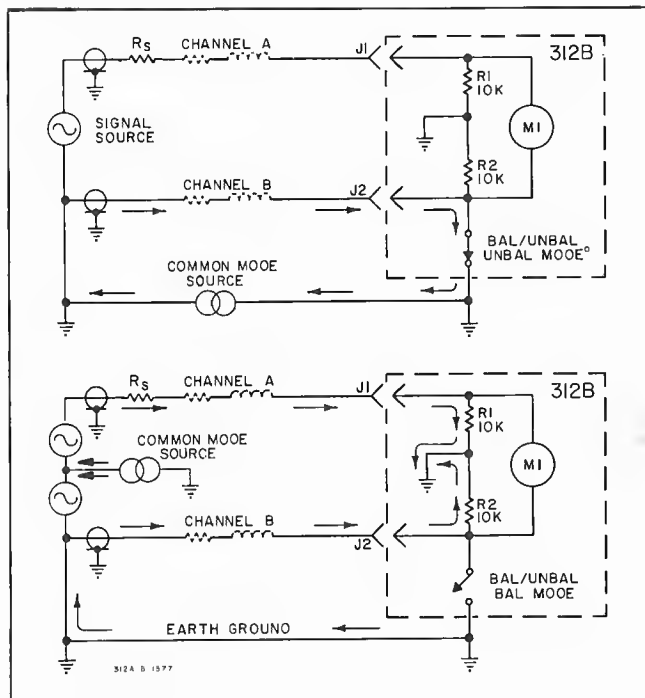 RS CHANNEL A J1 312B
R1
10K
M1
SIGNAL
SOURCE
R2
10K
CHANNEL B J2
BAL/UNBAL
UNBAL MOOE°
COMMON MOOE
SOURCE
RS CHANNEL A J1 312B
R1
10K
COMMON MOOE
SOURCE
M1
R2
10K
CHANNEL B J2
BAL/UNBAL
BAL MOOE
EARTH GROUND
312A B 1577